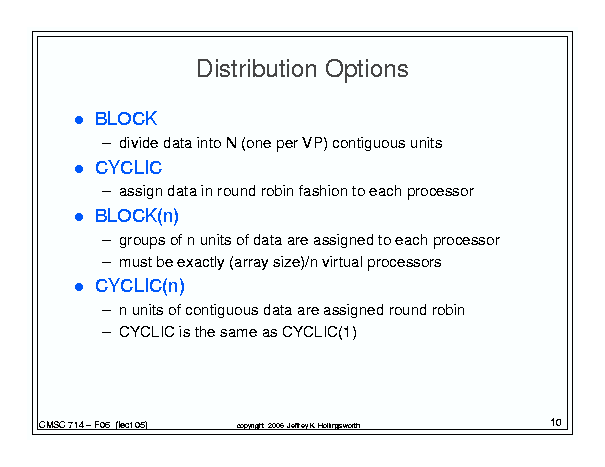 Distribution Options
● BLOCK
– divide data into N (one per VP) contiguous units
● CYCLIC
– assign data in round robin fashion to each processor
● BLOCK(n)
– groups of n units of data are assigned to each processor
– must be exactly (array size)/n virtual processors
● CYCLIC(n)
– n units of contiguous data are assigned round robin
– CYCLIC is the same as CYCLIC(1)
CMSC 714 – F06 (lect 05)
copyright 2006 Jeffrey K. Hollingsworth
10